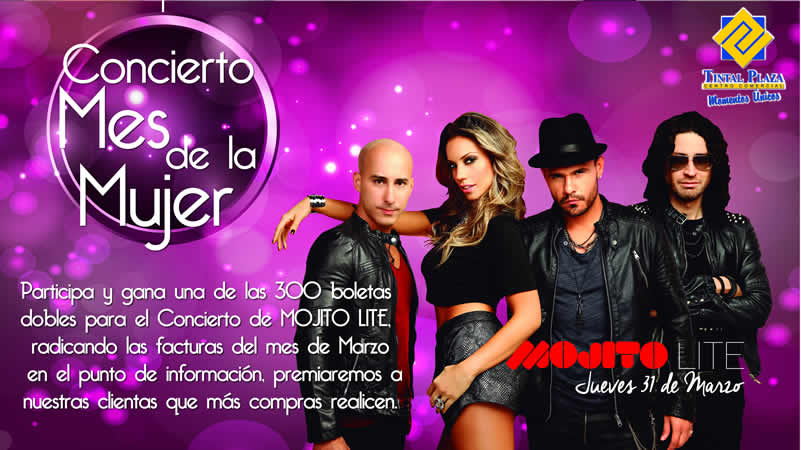 Concierto
Mes
de la
Mujer
TINTAL PLAZA
CENTRO COMERCIAL
Momentos Unicos
Participa y gana una de las 300 boletas
dobles para el Concierto de MOJITO LITE,
radicando las facturas del mes de Marzo
en el punto de información, premiaremos a
nuestras clientas que más compras realicen.
MOJITO LITE
Jueves 31 de Marzo